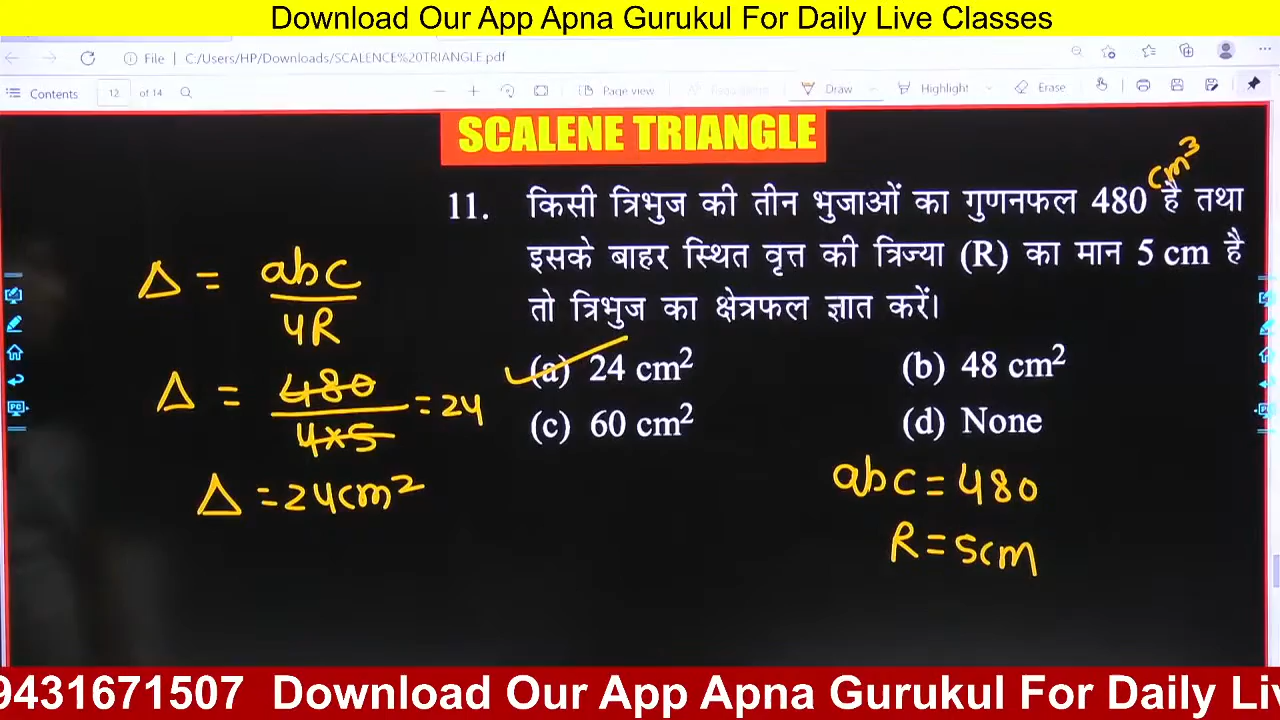 Download Our App Apna Gurukul For Daily Live Classes
File C:/Users/HP/Downloads/SCALENCE%20TRIANGLE.pdf
Contents 12 of 14 Page view Draw Highlight Erase
SCALENE TRIANGLE
cm³
11. किसी त्रिभुज की तीन भुजाओं का गुणनफल 480 है तथा
इसके बाहर स्थित वृत्त की त्रिज्या (R) का मान 5 cm है
तो त्रिभुज का क्षेत्रफल ज्ञात करें।
(a) 24 cm² (b) 48 cm²
(c) 60 cm² (d) None
Δ = abc / 4R
Δ = 480 / 4×5 = 24
Δ = 24cm²
abc = 480
R = 5cm
9431671507 Download Our App Apna Gurukul For Daily Liv